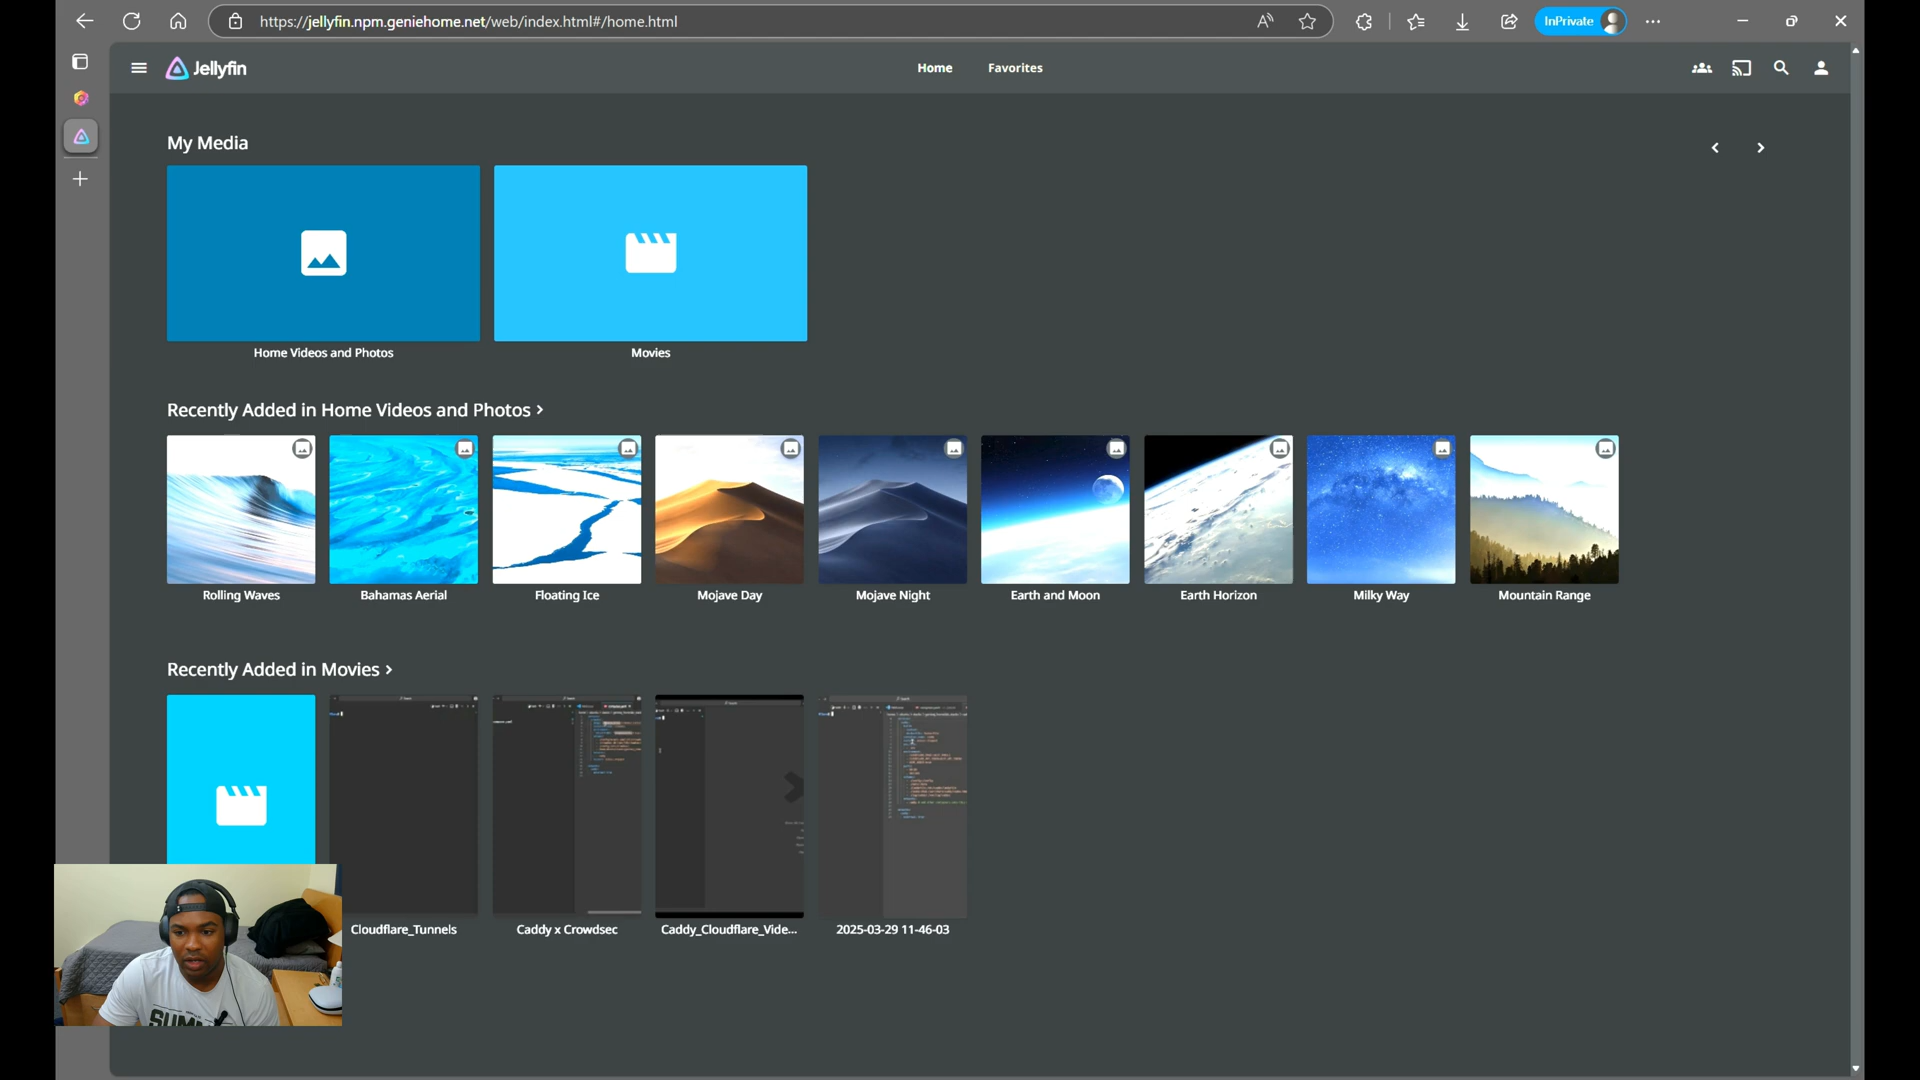 https://jellyfin.npm.geniehome.net/web/index.html#/home.html
InPrivate
Jellyfin
Home
Favorites
My Media
Home Videos and Photos
Movies
Recently Added in Home Videos and Photos >
Rolling Waves
Bahamas Aerial
Floating Ice
Mojave Day
Mojave Night
Earth and Moon
Earth Horizon
Milky Way
Mountain Range
Recently Added in Movies >
Cloudflare_Tunnels
Caddy x Crowdsec
Caddy_Cloudflare_Vide...
2025-03-29 11-46-03